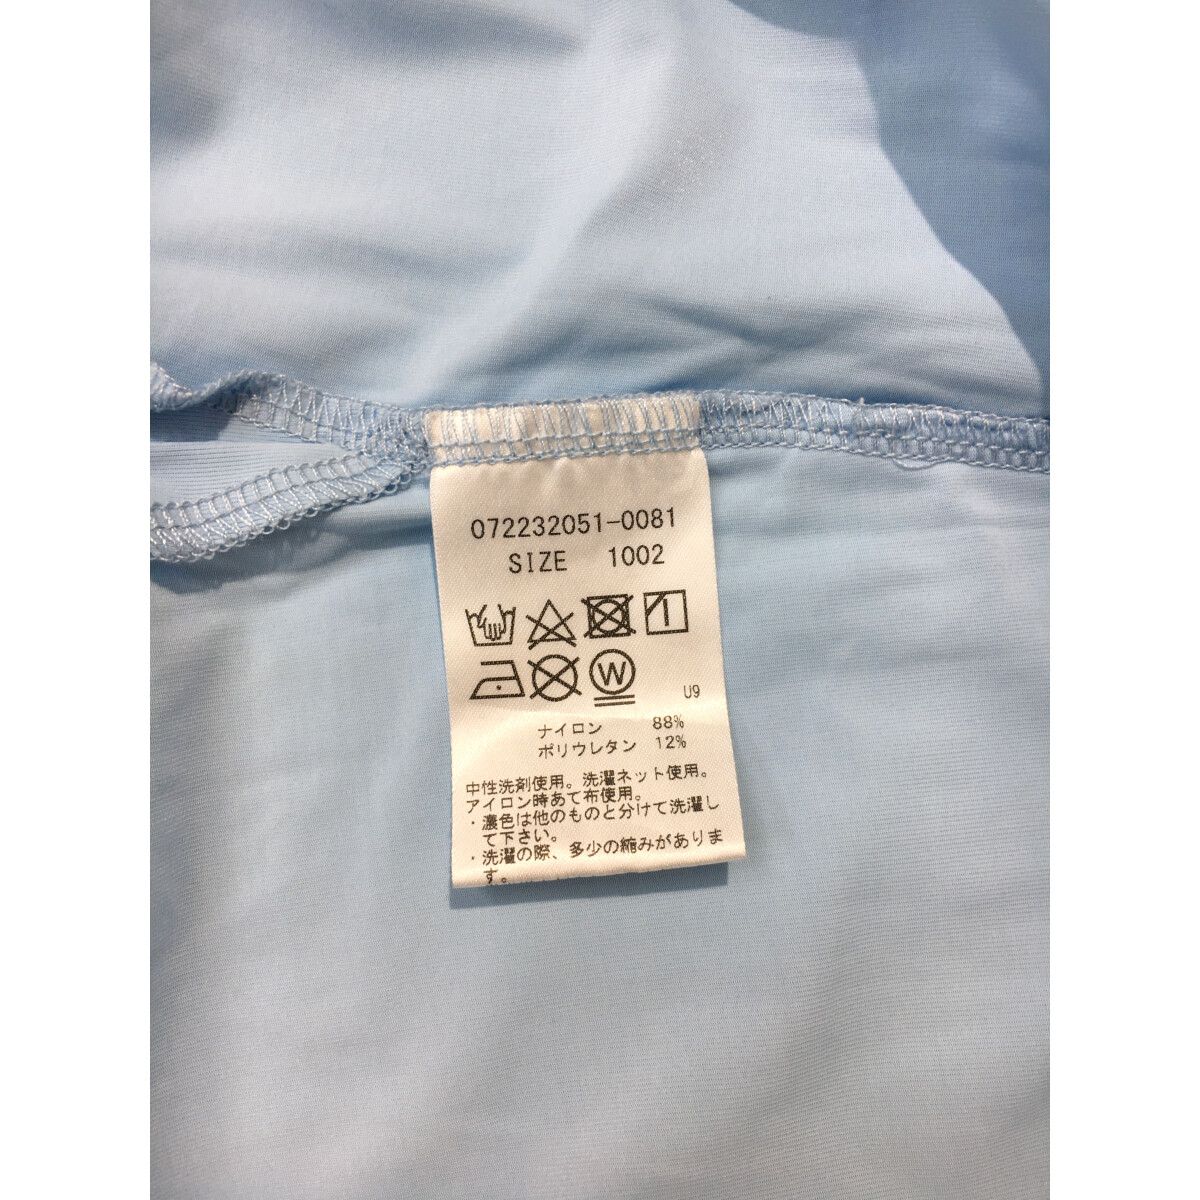 072232051-0081
SIZE 1002
W
U9
ナイロン 88%
ポリウレタン 12%
中性洗剤使用。洗濯ネット使用。
アイロン時あて布使用。
・濃色は他のものと分けて洗濯し
て下さい。
・洗濯の際、多少の縮みがありま
す。